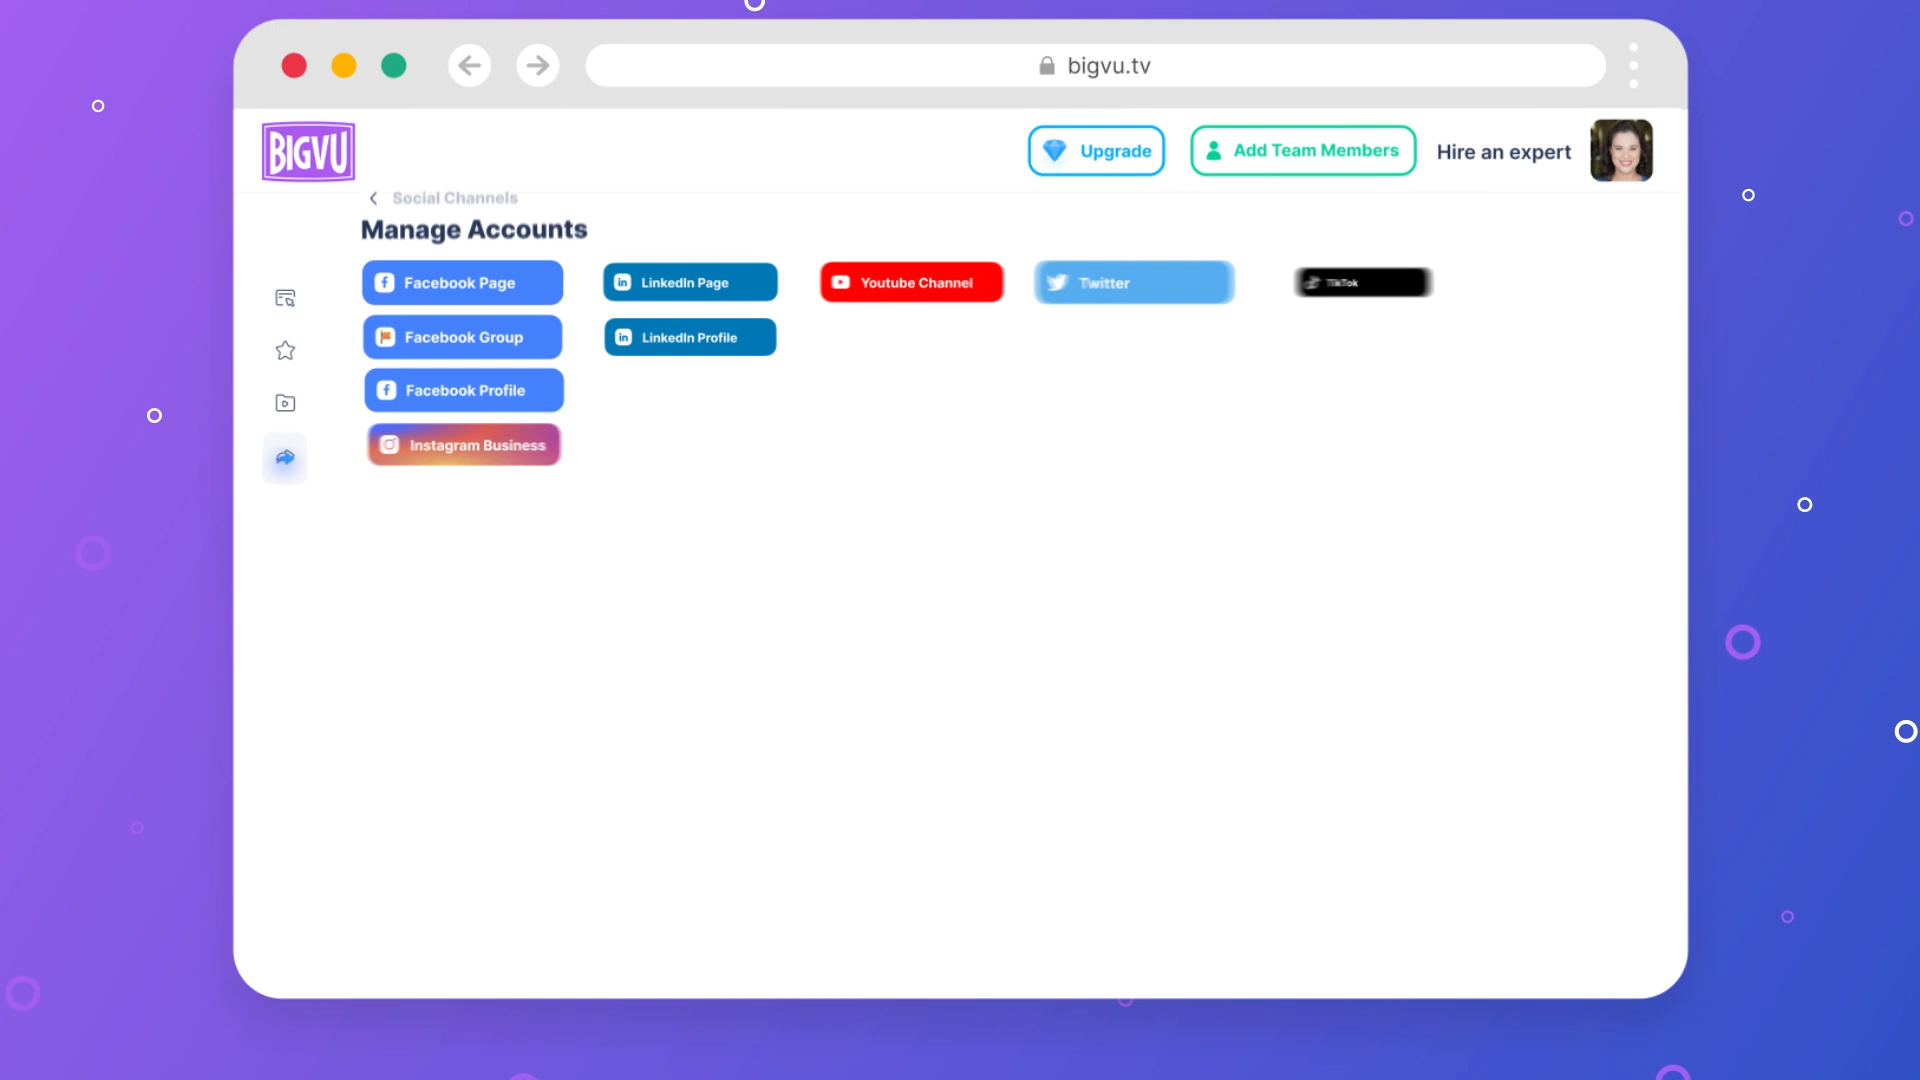 bigvu.tv
BIGVU
Upgrade
Add Team Members
Hire an expert
Social Channels
Manage Accounts
Facebook Page
LinkedIn Page
Youtube Channel
Twitter
TikTok
Facebook Group
LinkedIn Profile
Facebook Profile
Instagram Business